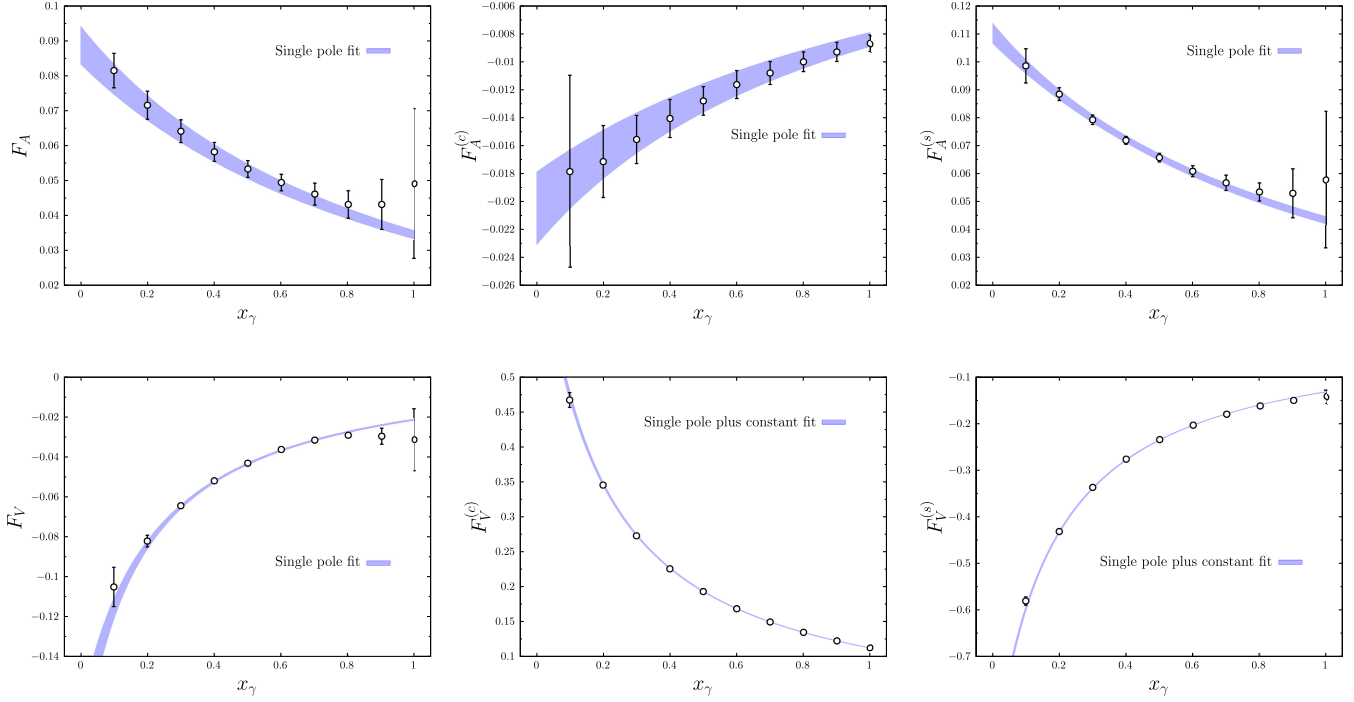 0.1
0.09
0.08
0.07
0.06
0.05
0.04
0.03
0.02
0 0.2 0.4 0.6 0.8 1
F_A
x_γ
Single pole fit
−0.006
−0.008
−0.01
−0.012
−0.014
−0.016
−0.018
−0.02
−0.022
−0.024
−0.026
0 0.2 0.4 0.6 0.8 1
F_A^{(c)}
x_γ
Single pole fit
0.12
0.11
0.1
0.09
0.08
0.07
0.06
0.05
0.04
0.03
0.02
0 0.2 0.4 0.6 0.8 1
F_A^{(s)}
x_γ
Single pole fit
0
−0.02
−0.04
−0.06
−0.08
−0.1
−0.12
−0.14
0 0.2 0.4 0.6 0.8 1
F_V
x_γ
Single pole fit
0.5
0.45
0.4
0.35
0.3
0.25
0.2
0.15
0.1
0 0.2 0.4 0.6 0.8 1
F_V^{(c)}
x_γ
Single pole plus constant fit
−0.1
−0.2
−0.3
−0.4
−0.5
−0.6
−0.7
0 0.2 0.4 0.6 0.8 1
F_V^{(s)}
x_γ
Single pole plus constant fit